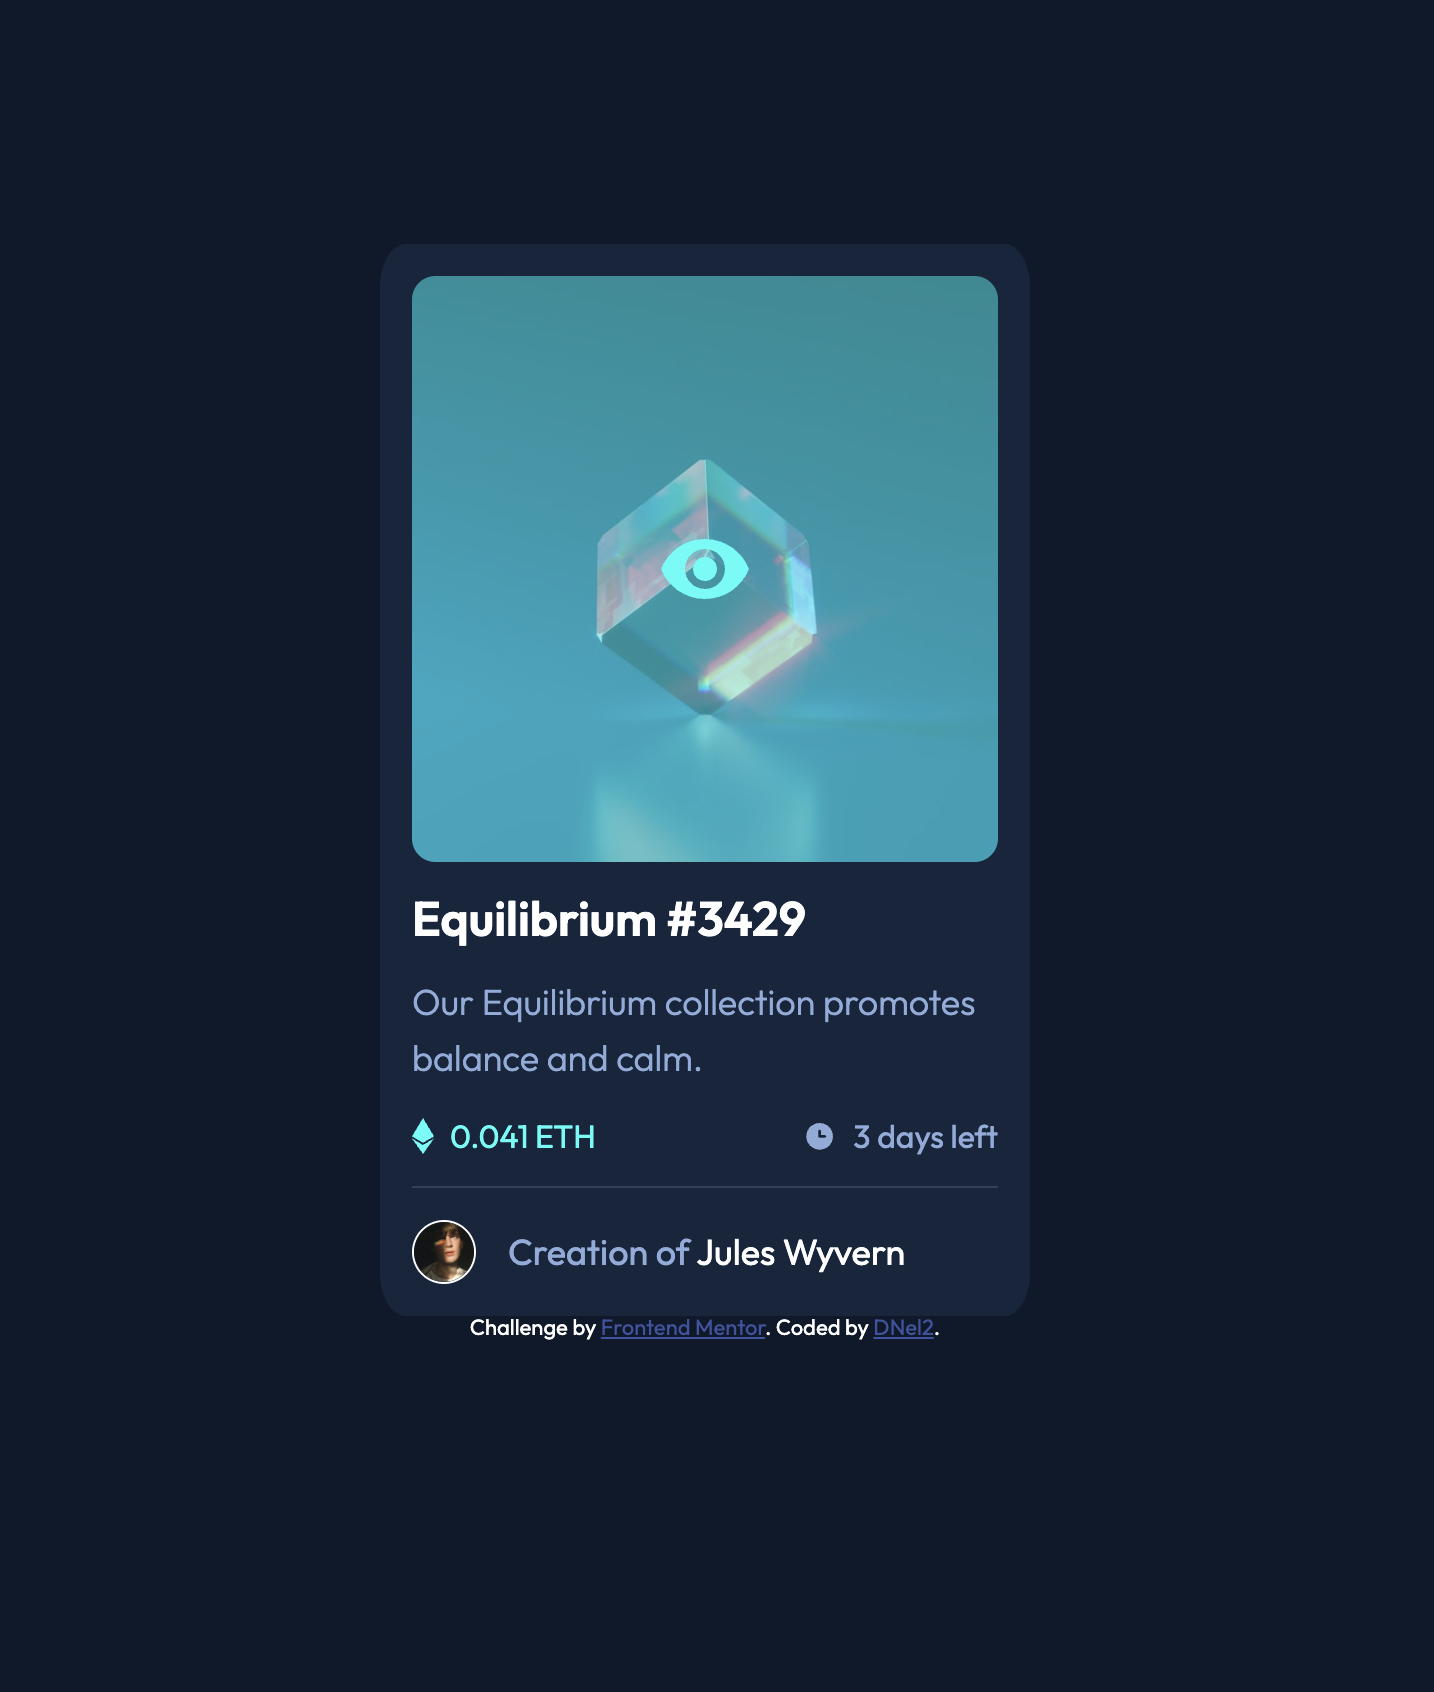 Equilibrium #3429
Our Equilibrium collection promotes
balance and calm.
0.041 ETH
3 days left
Creation of Jules Wyvern
Challenge by Frontend Mentor. Coded by DNel2.